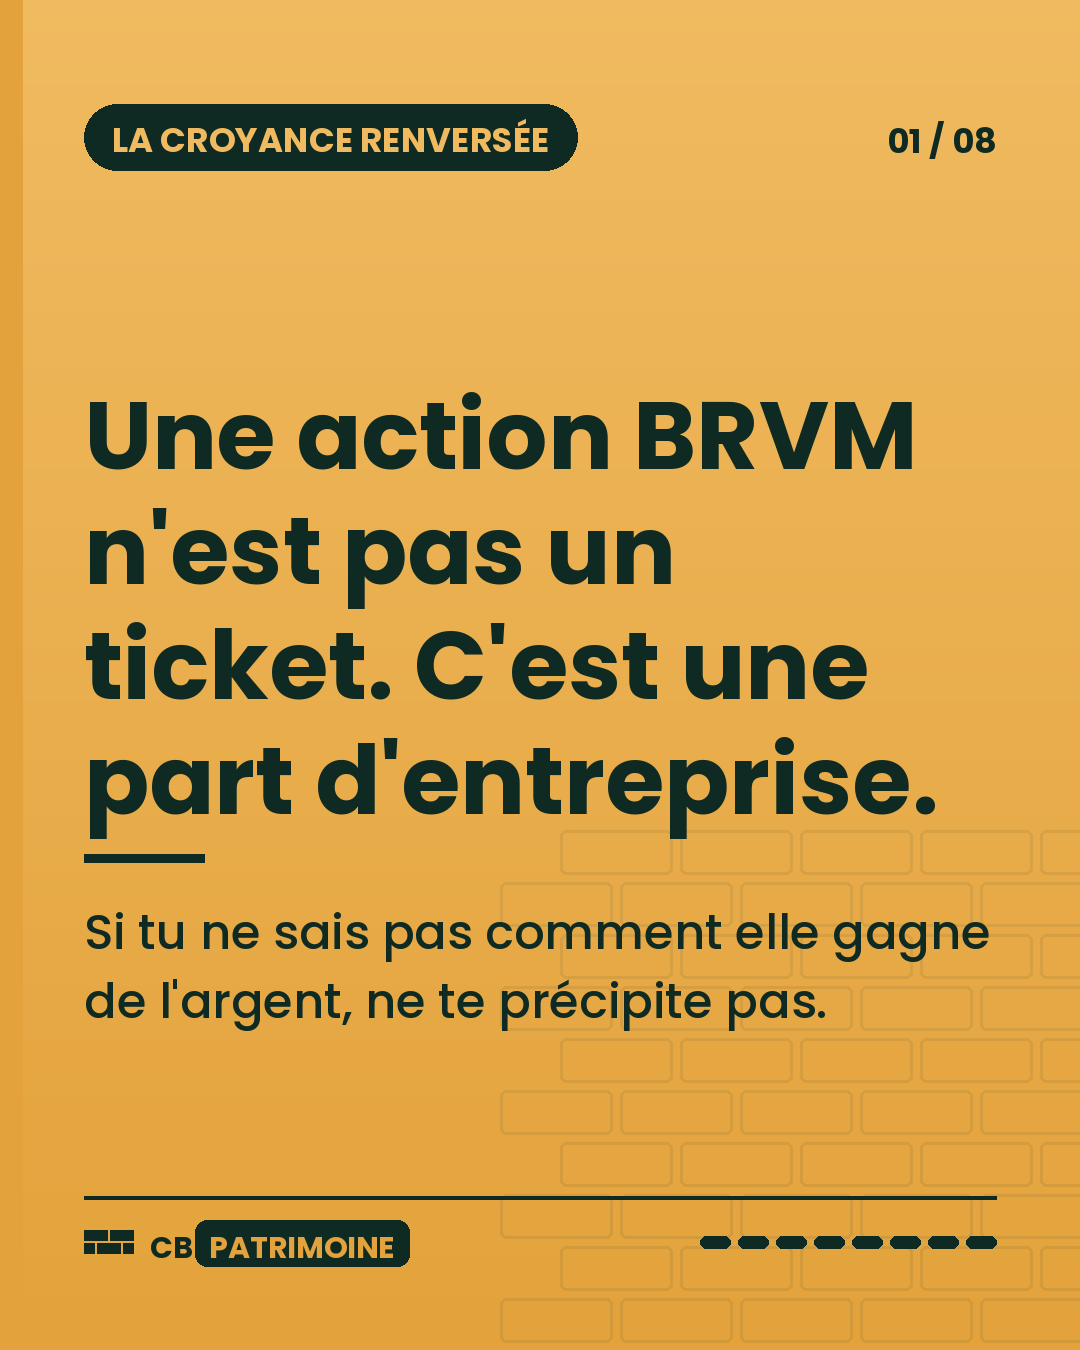 LA CROYANCE RENVERSÉE
01 / 08
Une action BRVM
n'est pas un
ticket. C'est une
part d'entreprise.
Si tu ne sais pas comment elle gagne
de l'argent, ne te précipite pas.
CB PATRIMOINE